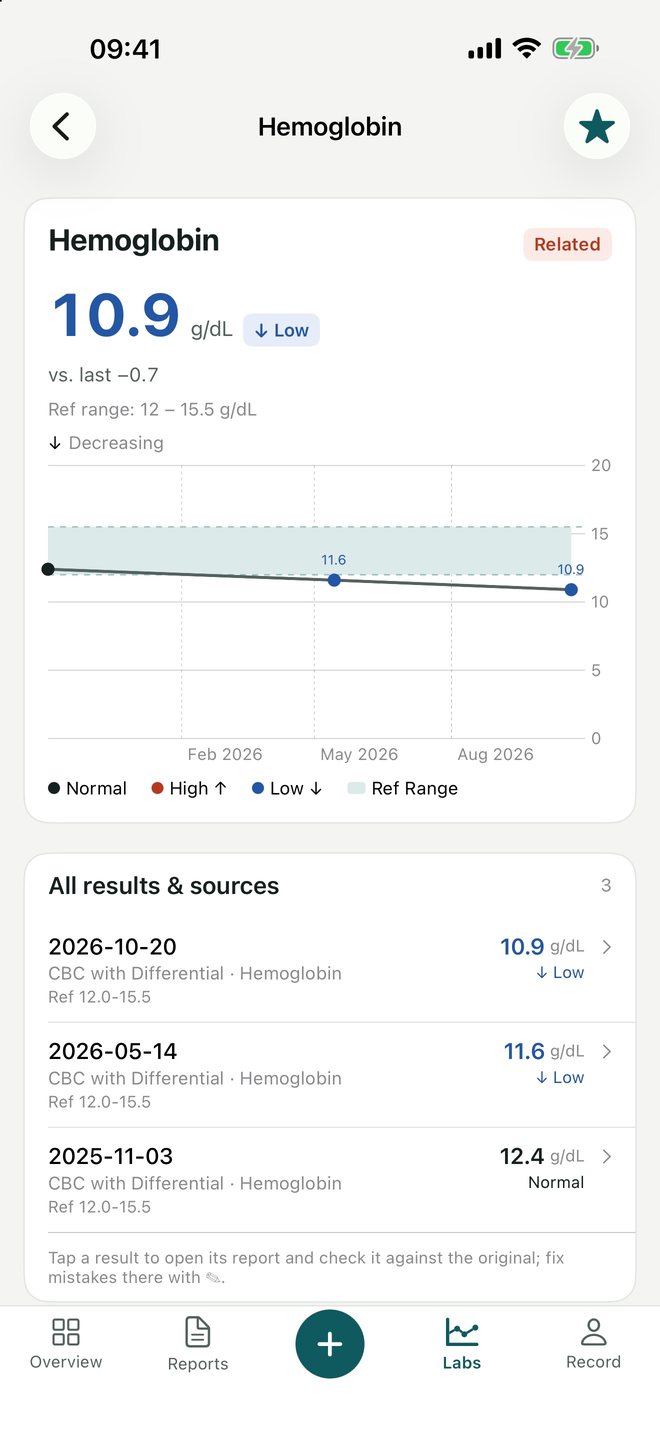 09:41
Hemoglobin
Hemoglobin
Related
10.9 g/dL ↓ Low
vs. last −0.7
Ref range: 12 – 15.5 g/dL
↓ Decreasing
20
15
11.6
10.9
10
5
0
Feb 2026 May 2026 Aug 2026
Normal High ↑ Low ↓ Ref Range
All results & sources 3
2026-10-20 10.9 g/dL
CBC with Differential · Hemoglobin ↓ Low
Ref 12.0-15.5
2026-05-14 11.6 g/dL
CBC with Differential · Hemoglobin ↓ Low
Ref 12.0-15.5
2025-11-03 12.4 g/dL
CBC with Differential · Hemoglobin Normal
Ref 12.0-15.5
Tap a result to open its report and check it against the original; fix
mistakes there with ✎.
Overview Reports Labs Record